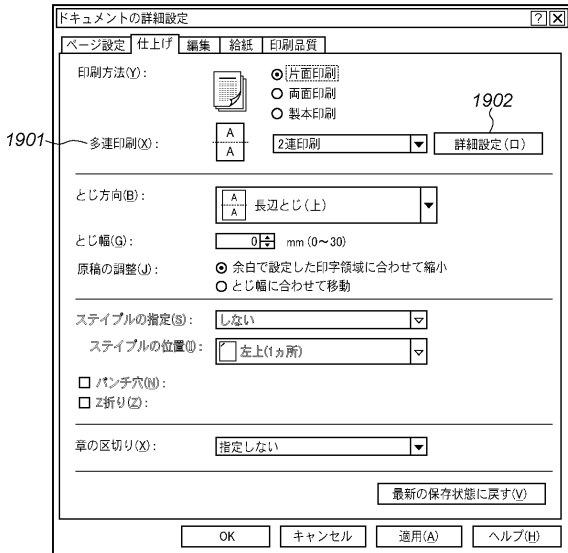 ドキュメントの詳細設定 ? X
ページ設定 仕上げ 編集 給紙 印刷品質
印刷方法(Y):
片面印刷
両面印刷
製本印刷
1902
1901 多連印刷(X): A A 2連印刷 詳細設定(ロ)
とじ方向(B): A A 長辺とじ(上)
とじ幅(G): 0 mm (0~30)
原稿の調整(J): 余白で設定した印字領域に合わせて縮小
とじ幅に合わせて移動
ステイプルの指定(S): しない
ステイプルの位置(I): 左上(1ヵ所)
パンチ穴(N):
Z折り(Z):
章の区切り(X): 指定しない
最新の保存状態に戻す(V)
OK キャンセル 適用(A) ヘルプ(H)